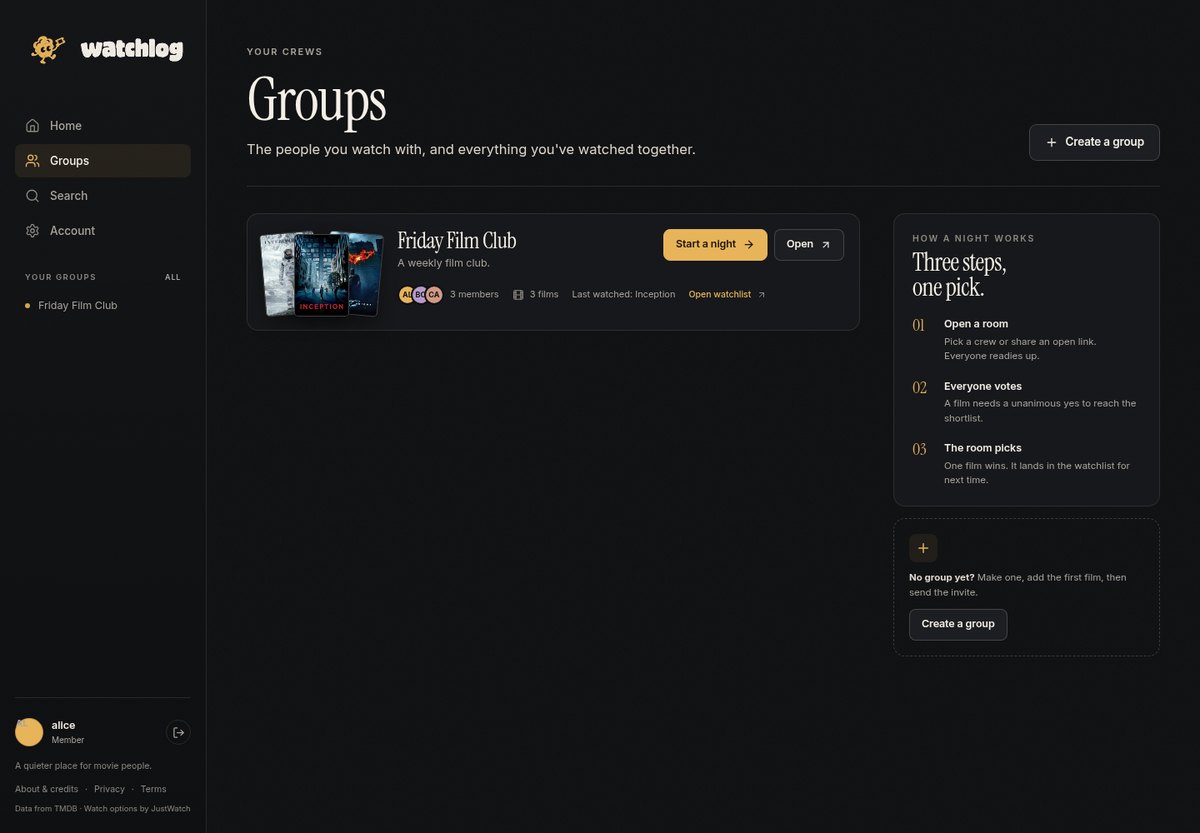 watchlog
Home
Groups
Search
Account
YOUR GROUPS ALL
Friday Film Club
alice
Member
A quieter place for movie people.
About & credits · Privacy · Terms
Data from TMDB · Watch options by JustWatch
YOUR CREWS
Groups
The people you watch with, and everything you've watched together.
+ Create a group
INCEPTION
Friday Film Club
A weekly film club.
Start a night →
Open ↗
AL BO CA 3 members 3 films Last watched: Inception Open watchlist ↗
HOW A NIGHT WORKS
Three steps,
one pick.
01 Open a room
Pick a crew or share an open link.
Everyone readies up.
02 Everyone votes
A film needs a unanimous yes to reach the
shortlist.
03 The room picks
One film wins. It lands in the watchlist for
next time.
+
No group yet? Make one, add the first film, then
send the invite.
Create a group